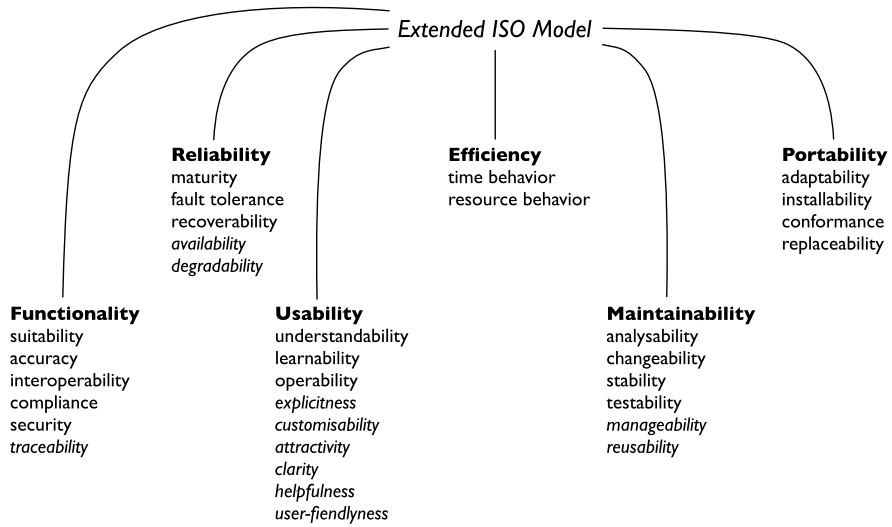 Extended ISO Model
Reliability
maturity
fault tolerance
recoverability
availability
degradability
Efficiency
time behavior
resource behavior
Portability
adaptability
installability
conformance
replaceability
Functionality
suitability
accuracy
interoperability
compliance
security
traceability
Usability
understandability
learnability
operability
explicitness
customisability
attractivity
clarity
helpfulness
user-fiendlyness
Maintainability
analysability
changeability
stability
testability
manageability
reusability